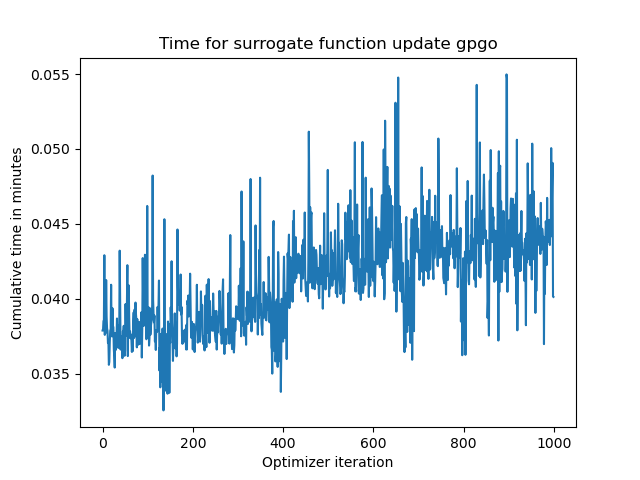 Time for surrogate function update gpgo
Cumulative time in minutes
0.055
0.050
0.045
0.040
0.035
0 200 400 600 800 1000
Optimizer iteration